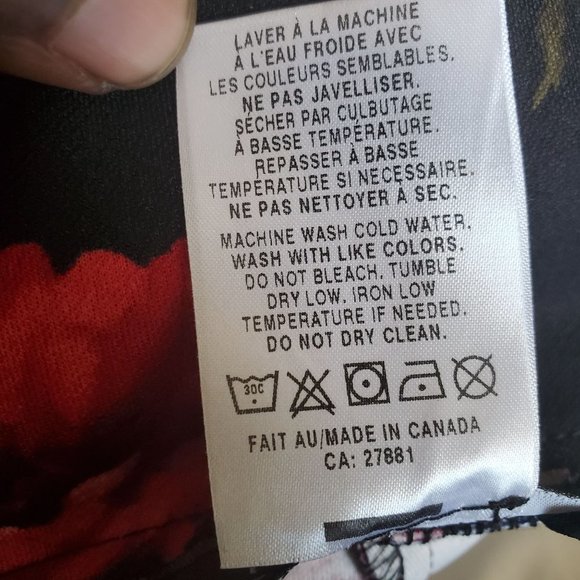 LAVER À LA MACHINE
À L'EAU FROIDE AVEC
LES COULEURS SEMBLABLES.
NE PAS JAVELLISER.
SÉCHER PAR CULBUTAGE
À BASSE TEMPÉRATURE.
REPASSER À BASSE
TEMPÉRATURE SI NECESSAIRE.
NE PAS NETTOYER À SEC.
MACHINE WASH COLD WATER.
WASH WITH LIKE COLORS.
DO NOT BLEACH. TUMBLE
DRY LOW. IRON LOW
TEMPERATURE IF NEEDED.
DO NOT DRY CLEAN.
30C
FAIT AU/MADE IN CANADA
CA: 27881